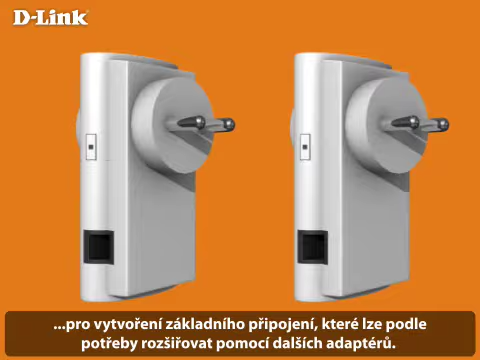 D-Link
...pro vytvoření základního připojení, které lze podle
potřeby rozšiřovat pomocí dalších adaptérů.